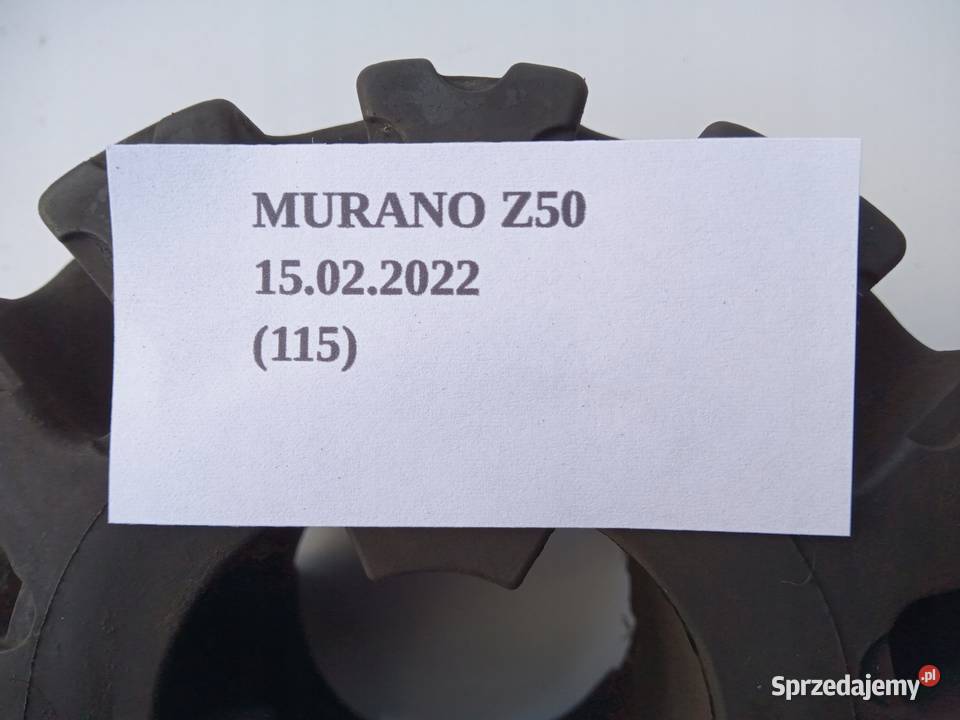 MURANO Z50
15.02.2022
(115)
Sprzedajemy.pl